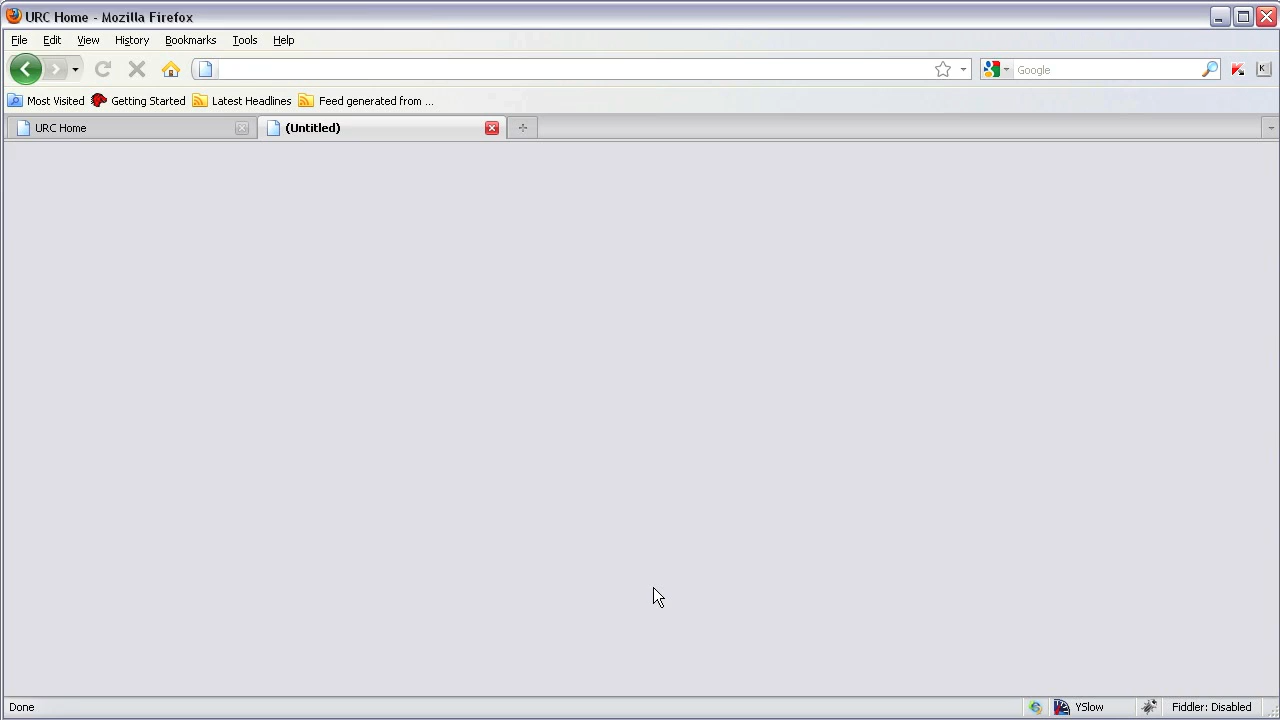 URC Home - Mozilla Firefox
File Edit View History Bookmarks Tools Help
Google
K
Most Visited Getting Started Latest Headlines Feed generated from ...
URC Home (Untitled)
Done YSlow Fiddler: Disabled